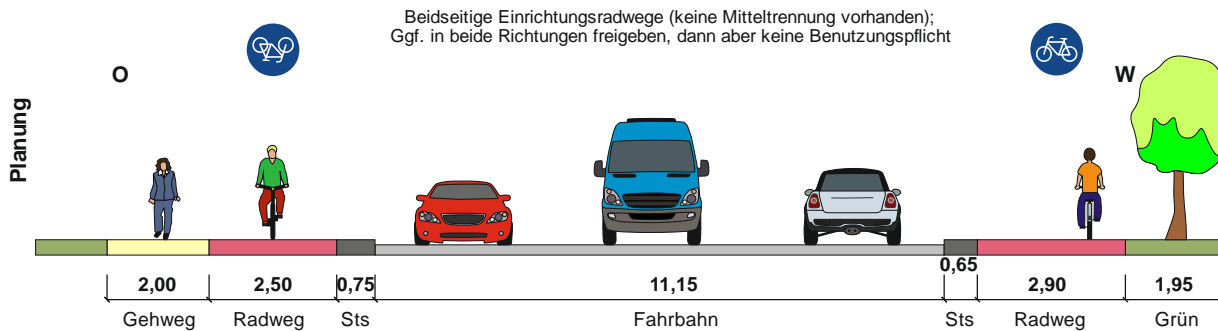 Beidseitige Einrichtungsradwege (keine Mitteltrennung vorhanden);
Ggf. in beide Richtungen freigeben, dann aber keine Benutzungspflicht
O
W
Planung
2,00
2,50
0,75
11,15
0,65
2,90
1,95
Gehweg
Radweg
Sts
Fahrbahn
Sts
Radweg
Grün